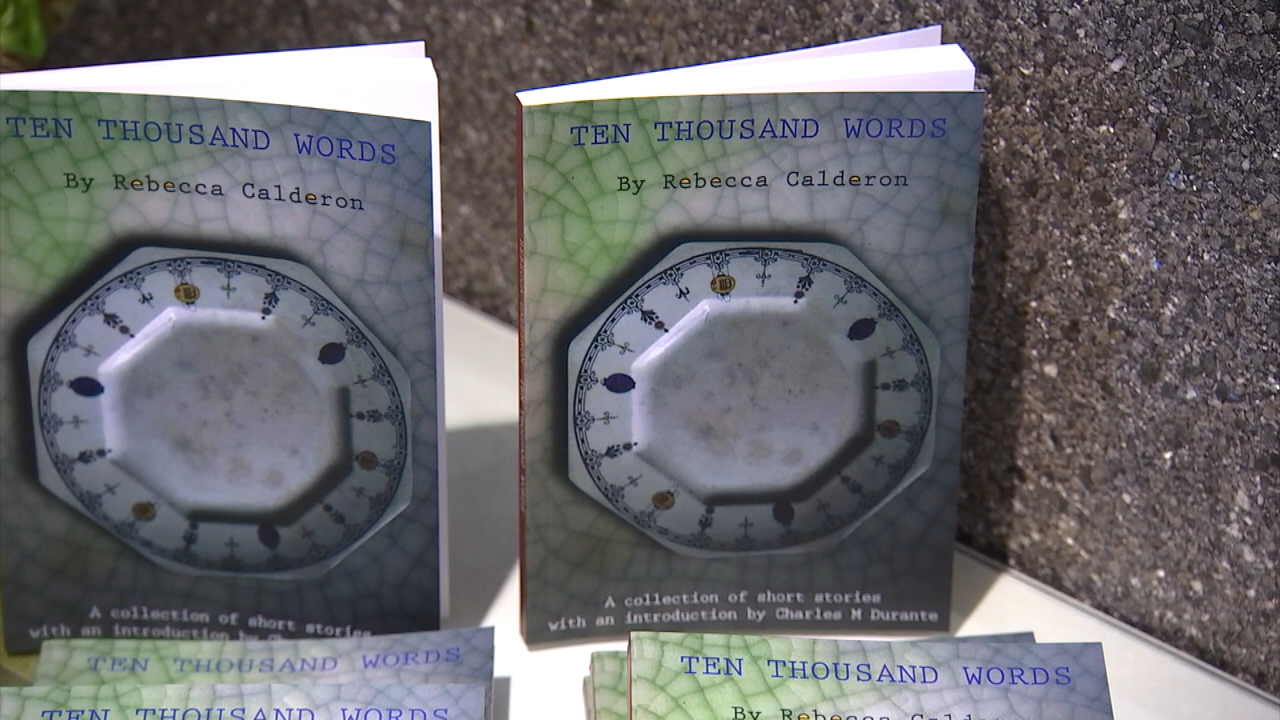 TEN THOUSAND WORDS
By Rebecca Calderon
A collection of short stories
with an introduction by
TEN THOUSAND WORDS
By Rebecca Calderon
A collection of short stories
with an introduction by Charles M Durante
TEN THOUSAND WORDS
TEN THOUSAND WORDS
TEN THOUSAND WORDS
By Rebecca